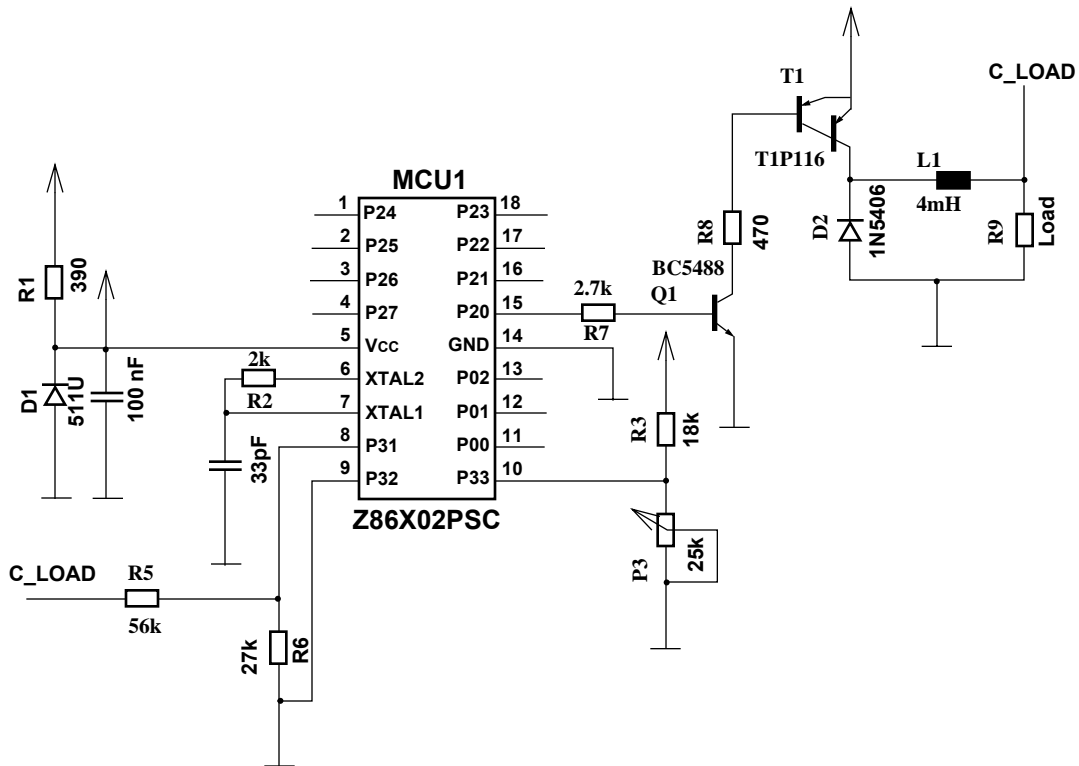 T1
C_LOAD
T1P116
L1
4mH
D2
1N5406
R9
Load
R8
470
BC5488
Q1
MCU1
1 P24 P23 18
2 P25 P22 17
3 P26 P21 16
4 P27 P20 15
5 Vcc GND 14
6 XTAL2 P02 13
7 XTAL1 P01 12
8 P31 P00 11
9 P32 P33 10
Z86X02PSC
2.7k
R7
R1
390
D1
511U
100 nF
2k
R2
33pF
R3
18k
P3
25k
C_LOAD
R5
56k
27k
R6